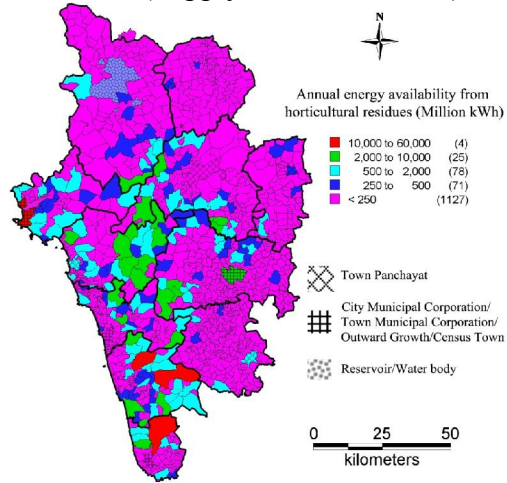 N
Annual energy availability from
horticultural residues (Million kWh)
10,000 to 60,000 (4)
2,000 to 10,000 (25)
500 to 2,000 (78)
250 to 500 (71)
< 250 (1127)
Town Panchayat
City Municipal Corporation/
Town Municipal Corporation/
Outward Growth/Census Town
Reservoir/Water body
0 25 50
kilometers